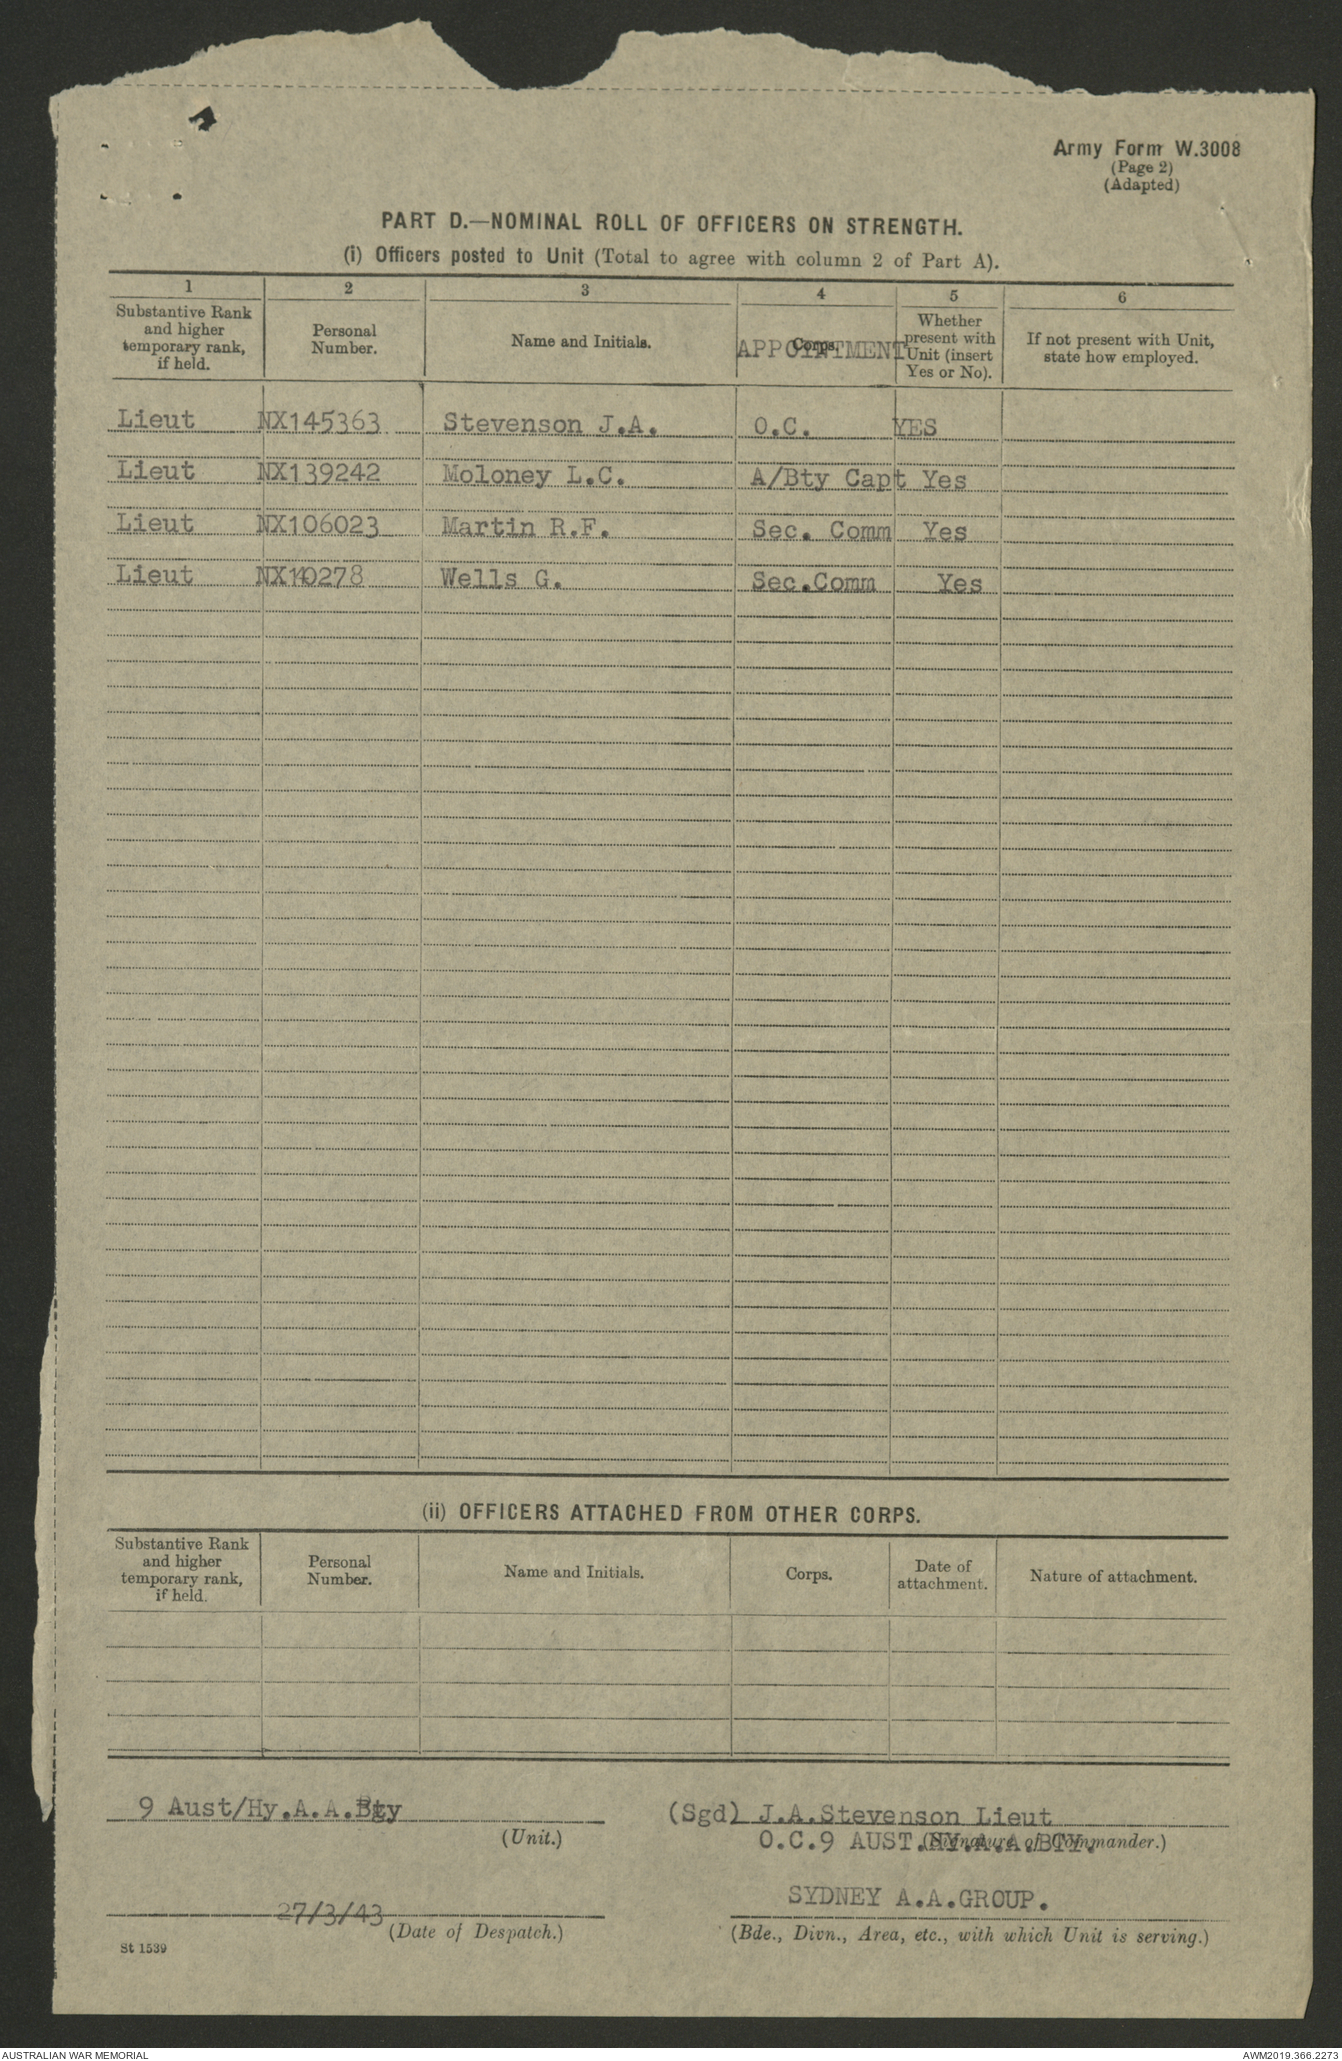 Army Form W.3008
(Page 2)
(Adapted)
PART D.—NOMINAL ROLL OF OFFICERS ON STRENGTH.
(i) Officers posted to Unit (Total to agree with column 2 of Part A).
1 2 3 4 5 6
Substantive Rank and higher temporary rank, if held. Personal Number. Name and Initials. Corps. APPOINTMENT Whether present with Unit (insert Yes or No). If not present with Unit, state how employed.
Lieut NX145363 Stevenson J.A. O.C. YES
Lieut NX139242 Moloney L.C. A/Bty Capt Yes
Lieut NX106023 Martin R.F. Sec. Comm Yes
Lieut Wells G. Sec.Comm Yes
(ii) OFFICERS ATTACHED FROM OTHER CORPS.
Substantive Rank and higher temporary rank, if held. Personal Number. Name and Initials. Corps. Date of attachment. Nature of attachment.
9 Aust/Hy.A.A.Bty (Sgd) J.A.Stevenson Lieut
(Unit.) O.C.9 AUST.HY.A.A.BTY. (Signature of Commander.)
SYDNEY A.A.GROUP.
27/3/43
(Date of Despatch.) (Bde., Divn., Area, etc., with which Unit is serving.)
St 1539
AUSTRALIAN WAR MEMORIAL AWM2019.366.2273